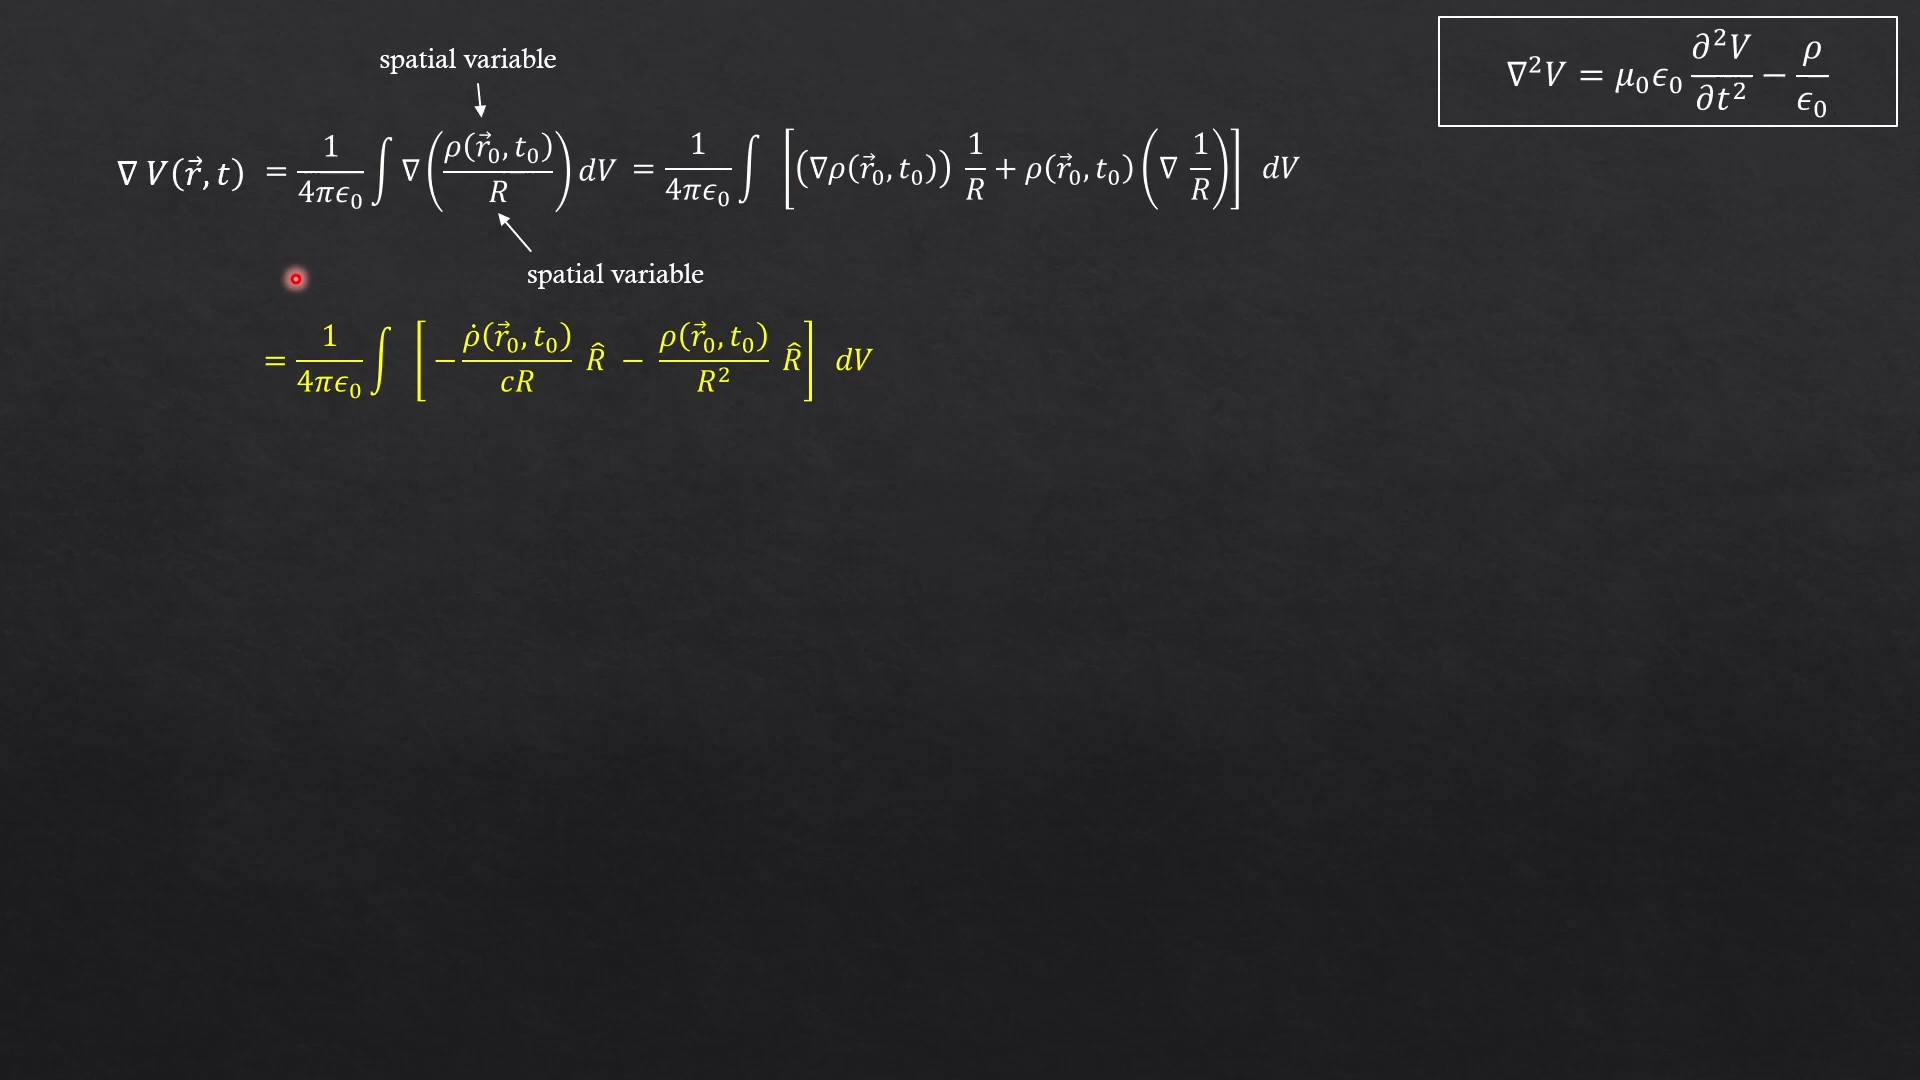 spatial variable
∇²V = μ₀ϵ₀ ∂²V/∂t² − ρ/ϵ₀
∇ V(r⃗, t) = 1/4πϵ₀ ∫ ∇(ρ(r⃗₀, t₀)/R) dV = 1/4πϵ₀ ∫ [(∇ρ(r⃗₀, t₀)) 1/R + ρ(r⃗₀, t₀) (∇ 1/R)] dV
spatial variable
= 1/4πϵ₀ ∫ [− ρ̇(r⃗₀, t₀)/cR R̂ − ρ(r⃗₀, t₀)/R² R̂] dV